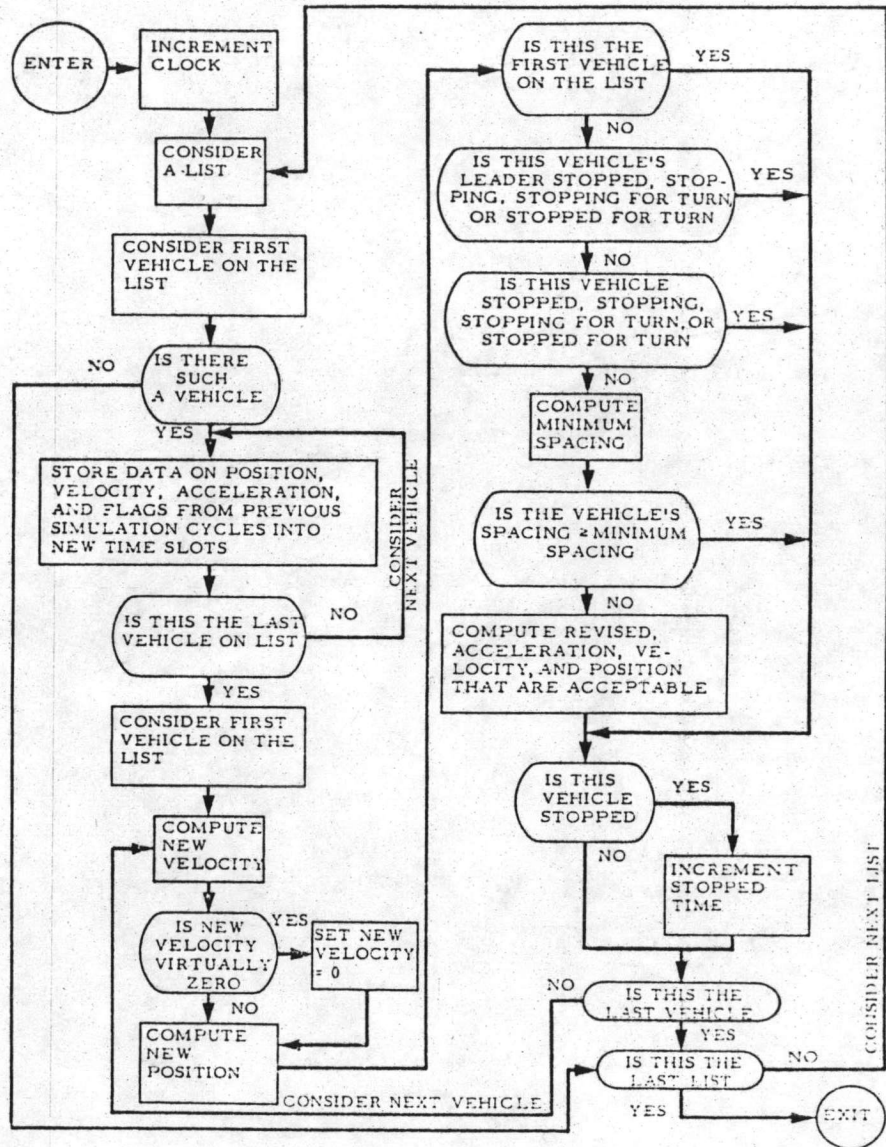 ENTER
INCREMENT
CLOCK
CONSIDER
A LIST
CONSIDER FIRST
VEHICLE ON THE
LIST
NO
IS THERE
SUCH
A VEHICLE
YES
STORE DATA ON POSITION,
VELOCITY, ACCELERATION,
AND FLAGS FROM PREVIOUS
SIMULATION CYCLES INTO
NEW TIME SLOTS
CONSIDER
NEXT VEHICLE
IS THIS THE LAST
VEHICLE ON LIST
NO
YES
CONSIDER FIRST
VEHICLE ON THE
LIST
COMPUTE
NEW
VELOCITY
IS NEW
VELOCITY
VIRTUALLY
ZERO
YES
SET NEW
VELOCITY
= 0
NO
COMPUTE
NEW
POSITION
IS THIS THE
FIRST VEHICLE
ON THE LIST
YES
NO
IS THIS VEHICLE'S
LEADER STOPPED, STOP-
PING, STOPPING FOR TURN,
OR STOPPED FOR TURN
YES
NO
IS THIS VEHICLE
STOPPED, STOPPING,
STOPPING FOR TURN, OR
STOPPED FOR TURN
YES
NO
COMPUTE
MINIMUM
SPACING
IS THE VEHICLE'S
SPACING ≥ MINIMUM
SPACING
YES
NO
COMPUTE REVISED,
ACCELERATION, VE-
LOCITY, AND POSITION
THAT ARE ACCEPTABLE
IS THIS
VEHICLE
STOPPED
YES
NO
INCREMENT
STOPPED
TIME
NO
IS THIS THE
LAST VEHICLE
YES
CONSIDER NEXT VEHICLE
IS THIS THE
LAST LIST
NO
YES
EXIT
CONSIDER NEXT LIST